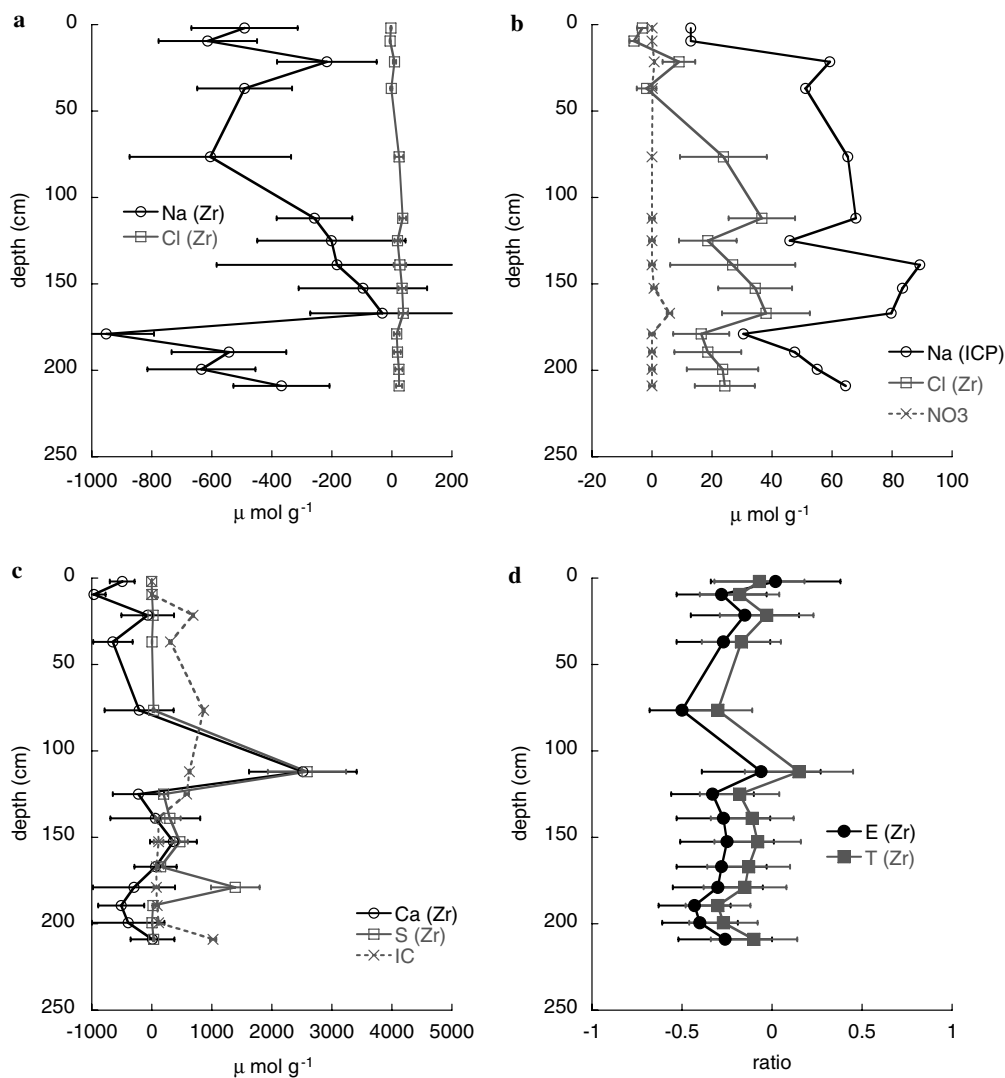 a
0
50
100
150
200
250
depth (cm)
Na (Zr)
Cl (Zr)
-1000 -800 -600 -400 -200 0 200
μ mol g-1
b
0
50
100
150
200
250
depth (cm)
Na (ICP)
Cl (Zr)
NO3
-20 0 20 40 60 80 100
μ mol g-1
c
0
50
100
150
200
250
depth (cm)
Ca (Zr)
S (Zr)
IC
-1000 0 1000 2000 3000 4000 5000
μ mol g-1
d
0
50
100
150
200
250
depth (cm)
E (Zr)
T (Zr)
-1 -0.5 0 0.5 1
ratio